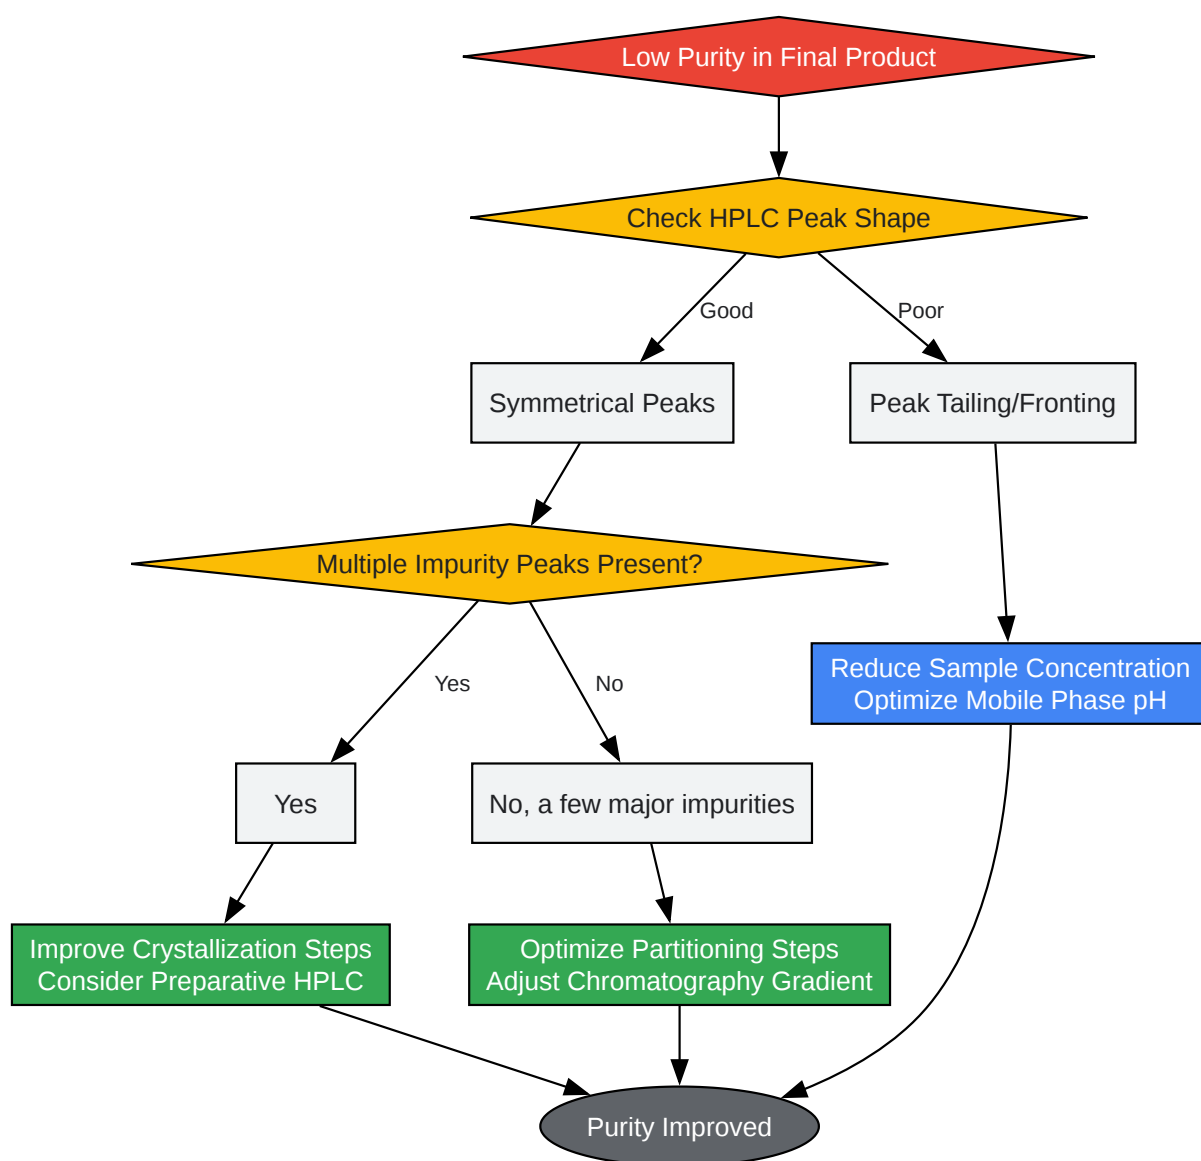 Low Purity in Final Product
Check HPLC Peak Shape
Good
Poor
Symmetrical Peaks
Peak Tailing/Fronting
Multiple Impurity Peaks Present?
Reduce Sample Concentration
Optimize Mobile Phase pH
Yes
No
Yes
No, a few major impurities
Improve Crystallization Steps
Consider Preparative HPLC
Optimize Partitioning Steps
Adjust Chromatography Gradient
Purity Improved